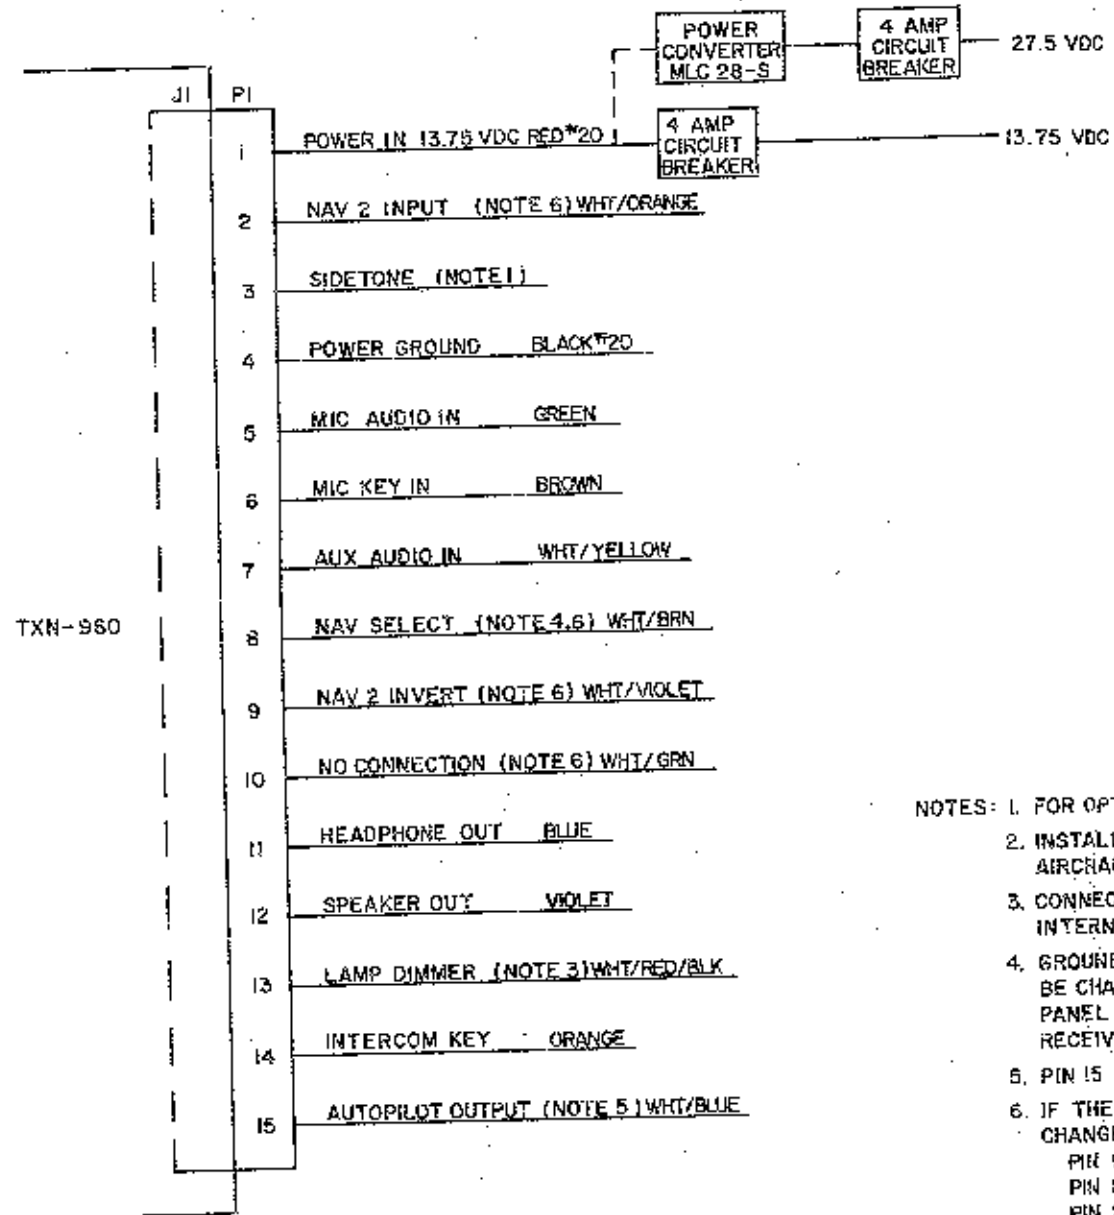 POWER
CONVERTER
MLC 28-S
4 AMP
CIRCUIT
BREAKER
27.5 VDC
J1 P1
1 POWER IN 13.75 VDC RED #20
4 AMP
CIRCUIT
BREAKER
13.75 VDC
2 NAV 2 INPUT (NOTE 6) WHT/ORANGE
3 SIDETONE (NOTE 1)
4 POWER GROUND BLACK #20
5 MIC AUDIO IN GREEN
6 MIC KEY IN BROWN
7 AUX AUDIO IN WHT/YELLOW
TXN-960
8 NAV SELECT (NOTE 4,6) WHT/BRN
9 NAV 2 INVERT (NOTE 6) WHT/VIOLET
10 NO CONNECTION (NOTE 6) WHT/GRN
11 HEADPHONE OUT BLUE
12 SPEAKER OUT VIOLET
13 LAMP DIMMER (NOTE 3) WHT/RED/BLK
14 INTERCOM KEY ORANGE
15 AUTOPILOT OUTPUT (NOTE 5) WHT/BLUE
NOTES: 1. FOR OPT
2. INSTALL
3. CONNEC
INTERN
4. GROUND
BE CHA
PANEL
RECEIV
5. PIN 15
6. IF THE
CHANG
PIN
PIN
PIN